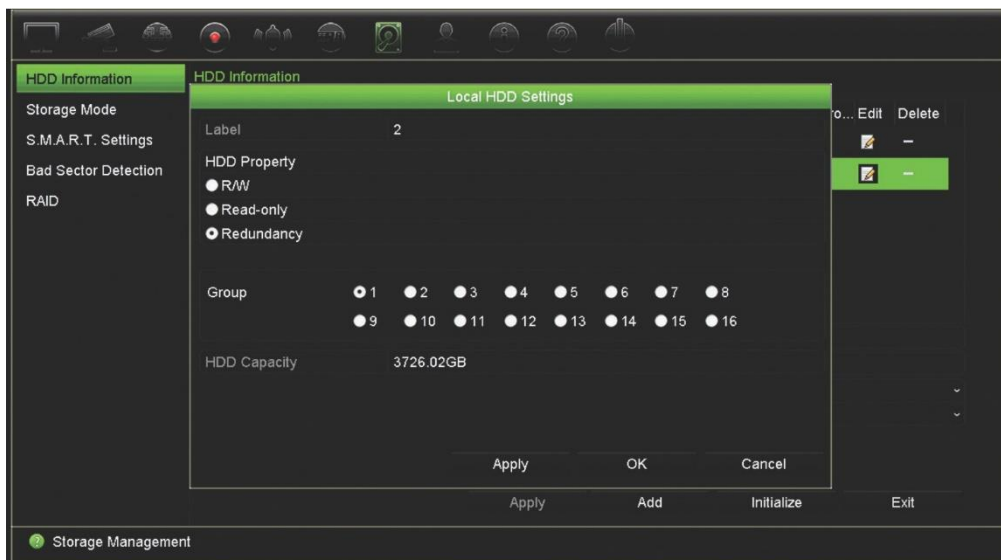 HDD Information
Storage Mode
S.M.A.R.T. Settings
Bad Sector Detection
RAID
HDD Information
o... Edit Delete
Local HDD Settings
Label 2
HDD Property
R/W
Read-only
Redundancy
Group 1 2 3 4 5 6 7 8
9 10 11 12 13 14 15 16
HDD Capacity 3726.02GB
Apply OK Cancel
Apply Add Initialize Exit
Storage Management